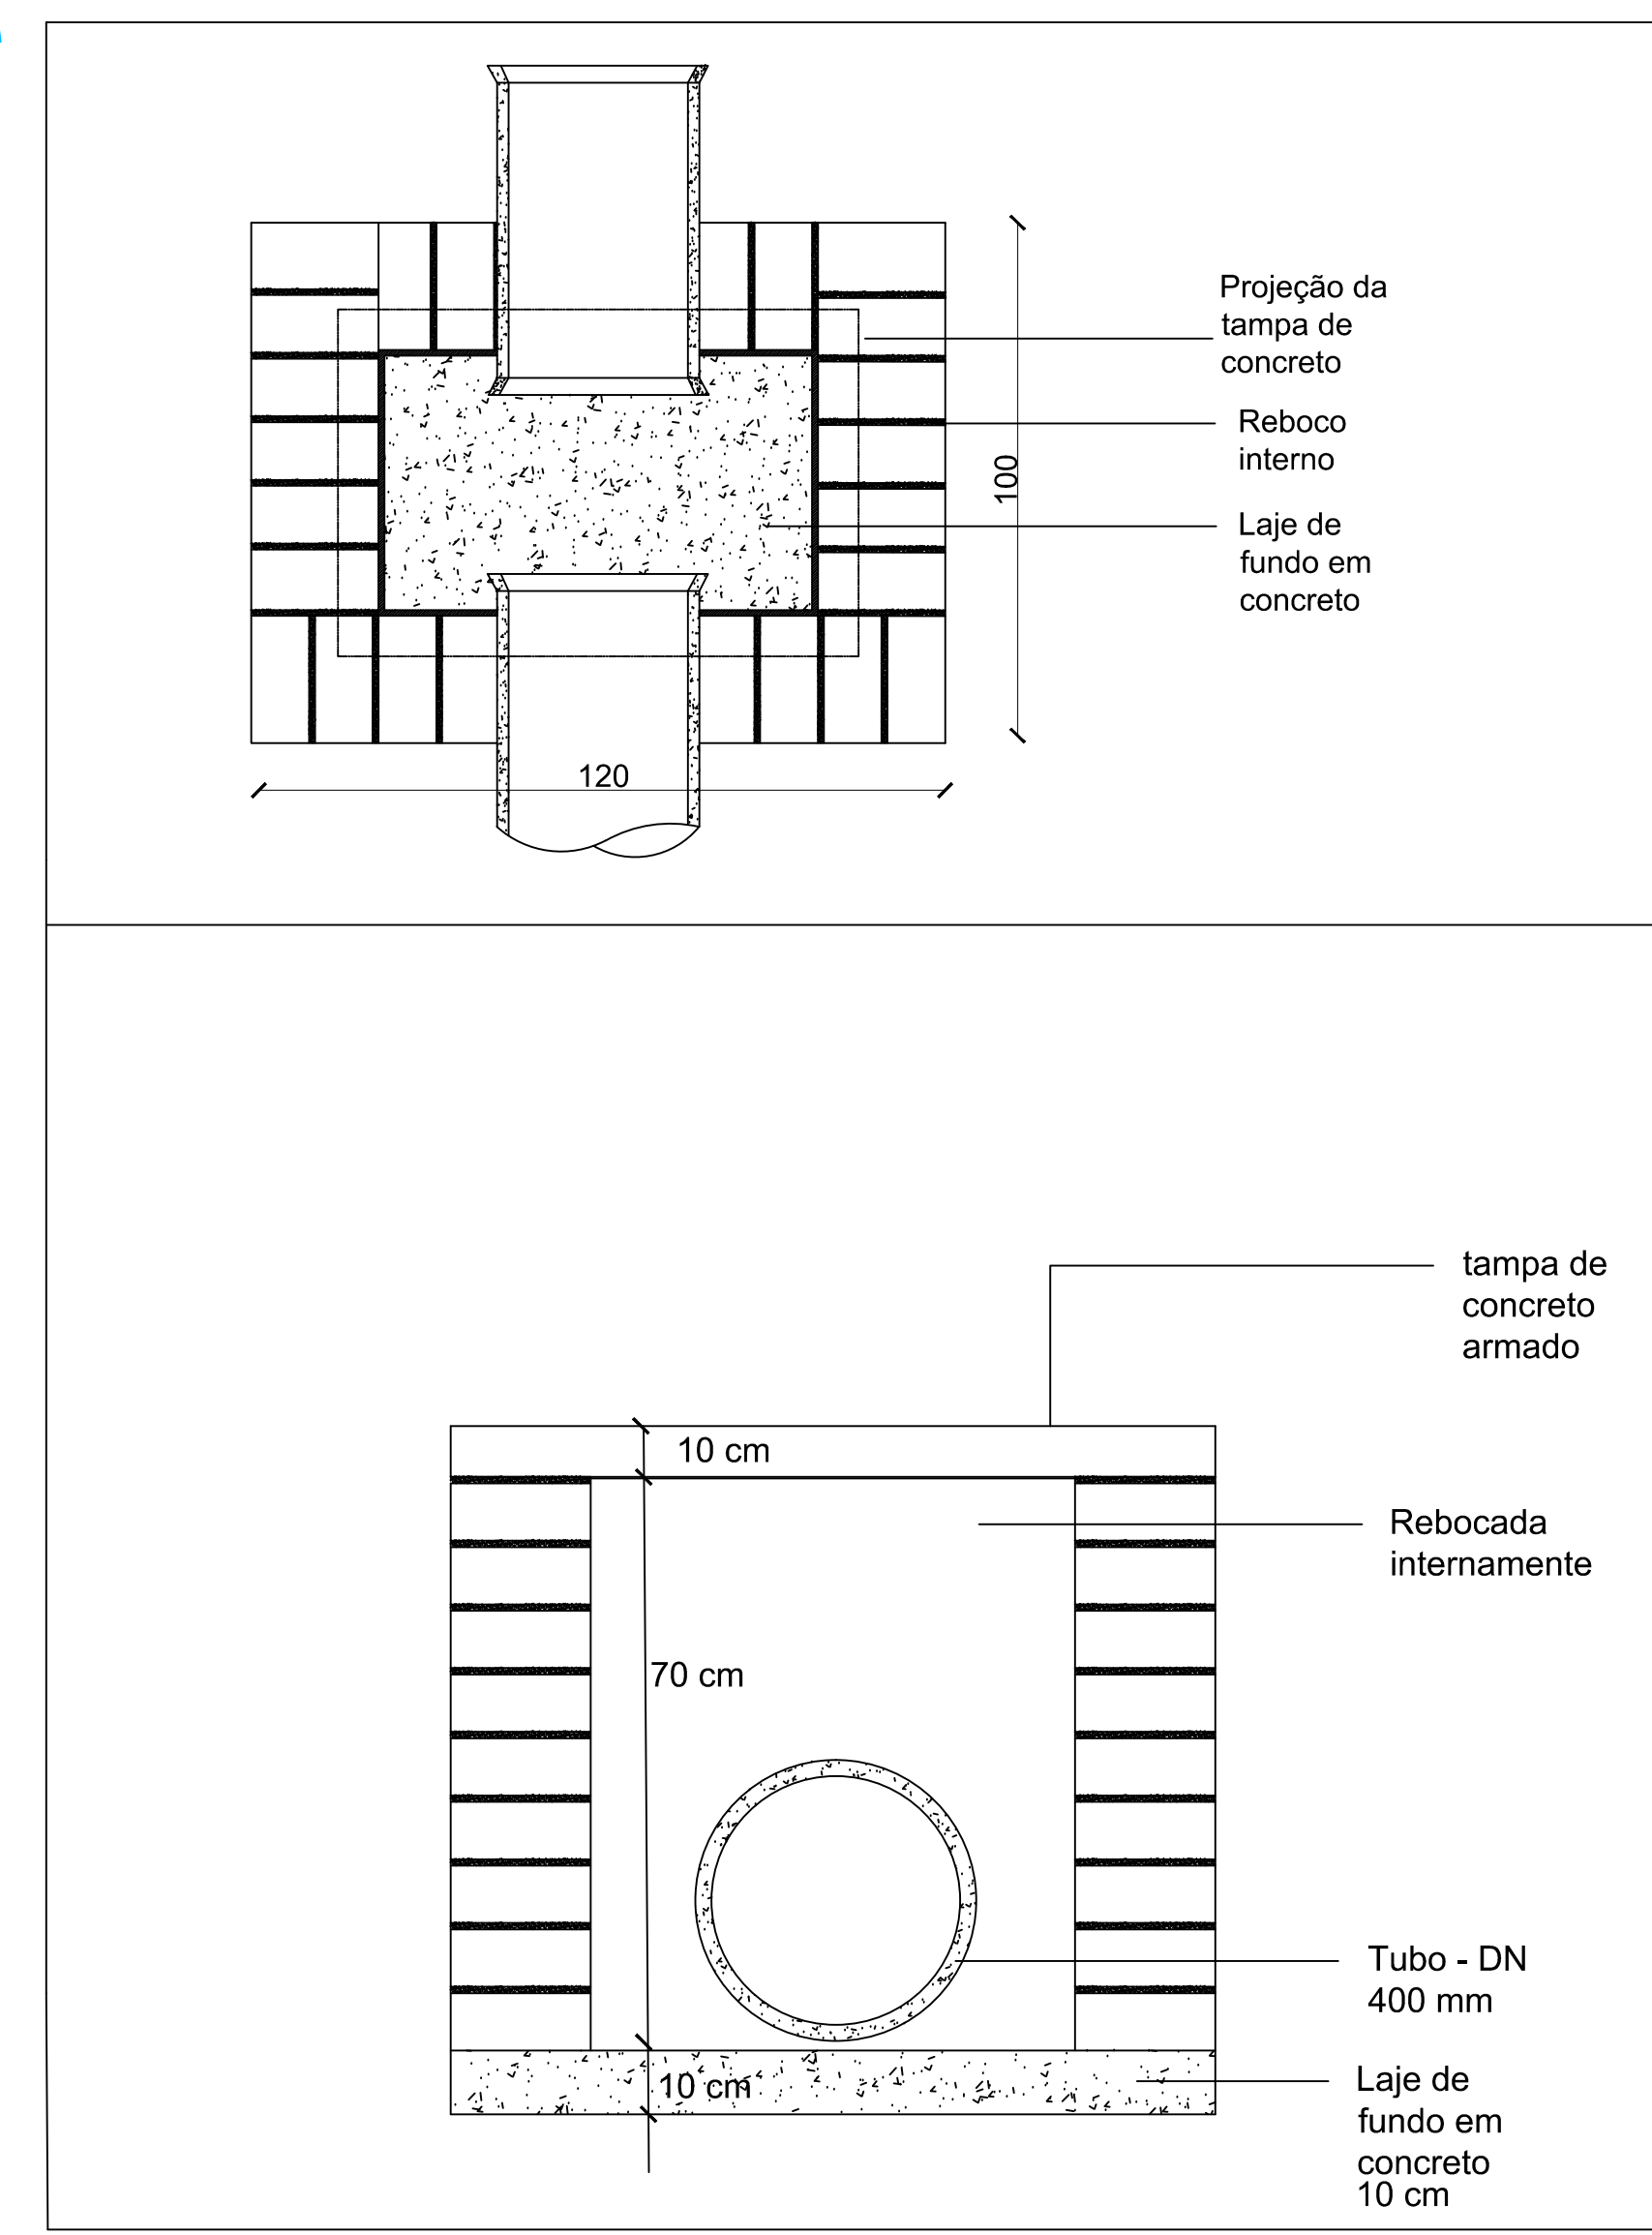 Projeção da
tampa de
concreto
Reboco
interno
100
Laje de
fundo em
concreto
120
tampa de
concreto
armado
10 cm
Rebocada
internamente
70 cm
Tubo - DN
400 mm
10 cm
Laje de
fundo em
concreto
10 cm